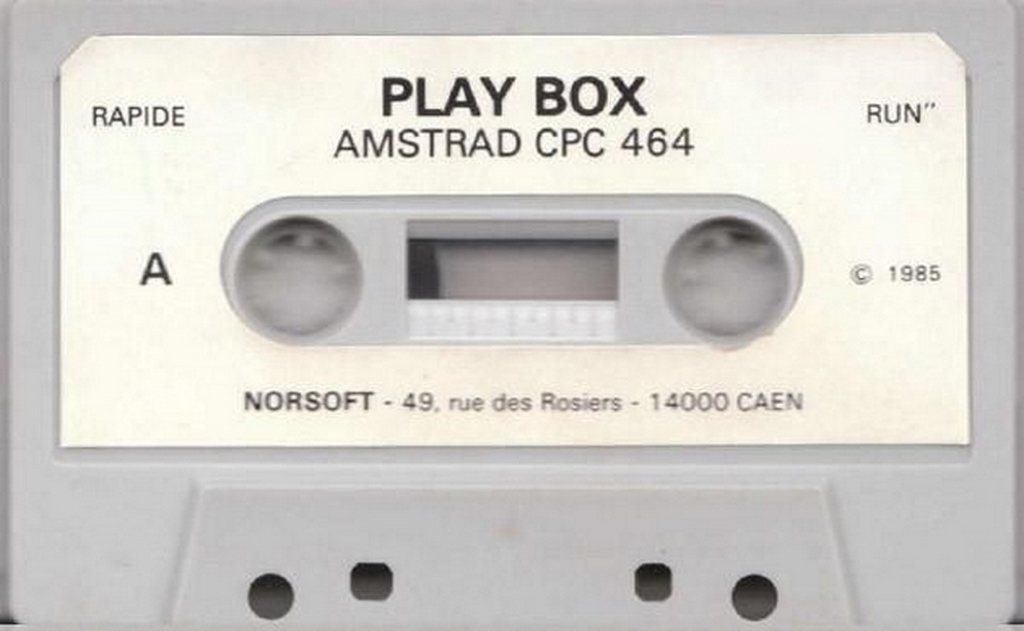 PLAY BOX
AMSTRAD CPC 464
RAPIDE
RUN"
A
© 1985
NORSOFT - 49, rue des Rosiers - 14000 CAEN